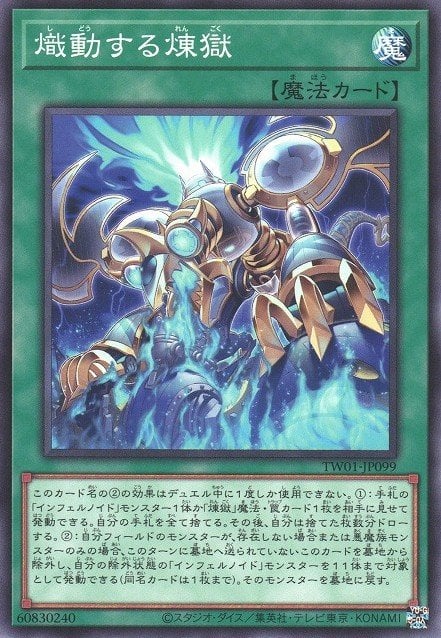 熾動する煉獄
魔
【魔法カード】
TW01-JP099
このカード名の②の効果はデュエル中に1度しか使用できない。①:手札の
「インフェルノイド」モンスター1体か「煉獄」魔法・罠カード1枚を相手に見せて
発動できる。自分の手札を全て捨てる。その後、自分は捨てた枚数分ドロー
する。②:自分フィールドのモンスターが、存在しない場合または悪魔族モン
スターのみの場合、このターンに墓地へ送られていないこのカードを墓地から
除外し、自分の除外状態の「インフェルノイド」モンスターを11体まで対象
として発動できる(同名カードは1枚まで)。そのモンスターを墓地に戻す。
60830240
©スタジオ・ダイス/集英社・テレビ東京・KONAMI